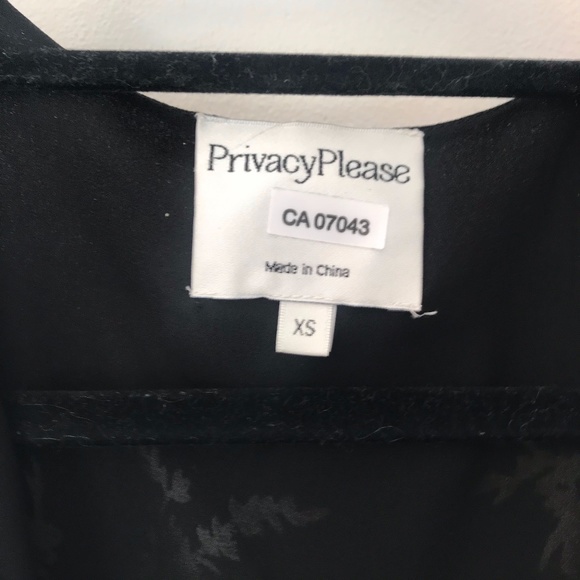 PrivacyPlease
CA 07043
Made in China
XS